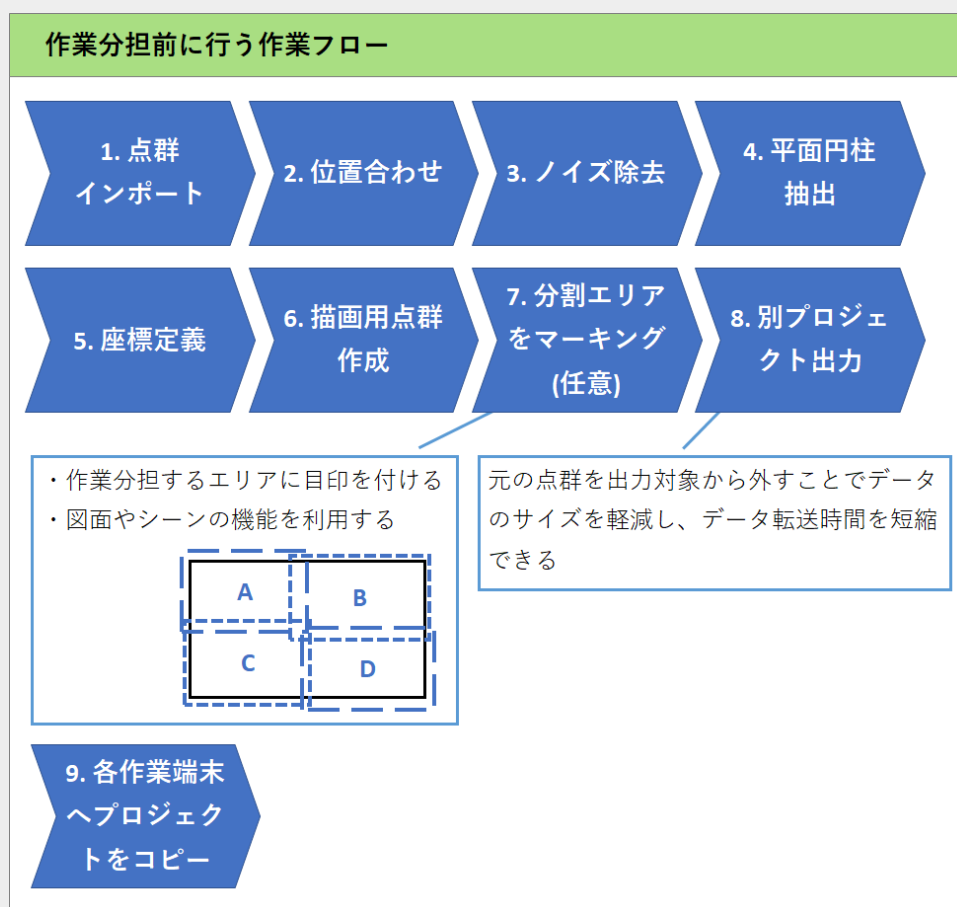 作業分担前に行う作業フロー
1. 点群
インポート
2. 位置合わせ
3. ノイズ除去
4. 平面円柱
抽出
5. 座標定義
6. 描画用点群
作成
7. 分割エリア
をマーキング
(任意)
8. 別プロジェ
クト出力
・作業分担するエリアに目印を付ける
・図面やシーンの機能を利用する
A
B
C
D
元の点群を出力対象から外すことでデータ
のサイズを軽減し、データ転送時間を短縮
できる
9. 各作業端末
へプロジェク
トをコピー